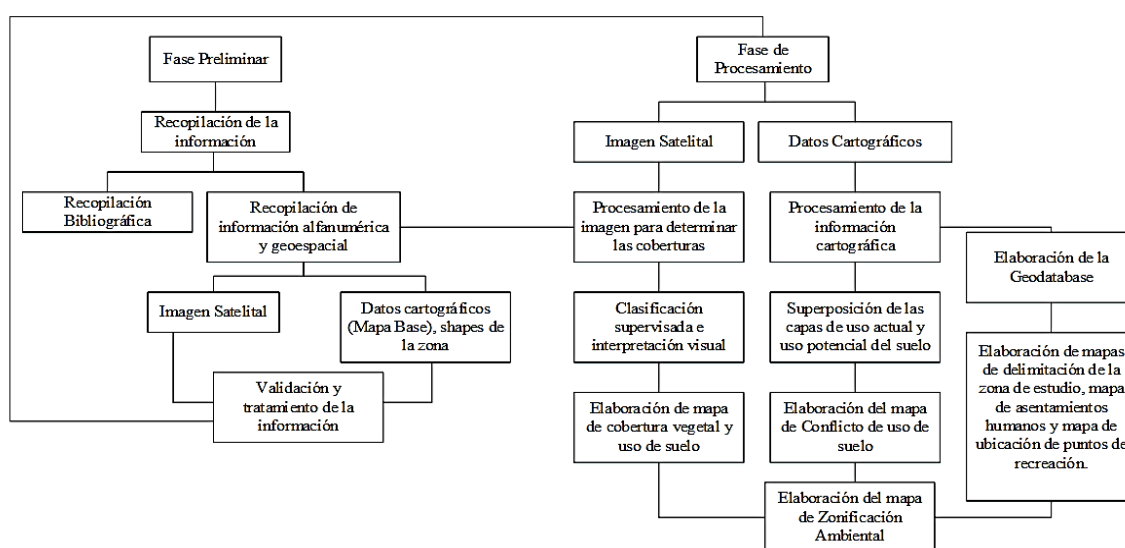 Fase Preliminar
Recopilación de la
información
Recopilación
Bibliográfica
Recopilación de
información alfanumérica
y geoespacial
Imagen Satelital
Datos cartográficos
(Mapa Base), shapes de
la zona
Validación y
tratamiento de la
información
Fase de
Procesamiento
Imagen Satelital
Datos Cartográficos
Procesamiento de la
imagen para determinar
las coberturas
Procesamiento de la
información
cartográfica
Elaboración de la
Geodatabase
Clasificación
supervisada e
interpretación visual
Superposición de las
capas de uso actual y
uso potencial del suelo
Elaboración de mapas
de delimitación de la
zona de estudio, mapa
de asentamientos
humanos y mapa de
ubicación de puntos de
recreación.
Elaboración de mapa
de cobertura vegetal y
uso de suelo
Elaboración del mapa
de Conflicto de uso de
suelo
Elaboración del mapa
de Zonificación
Ambiental